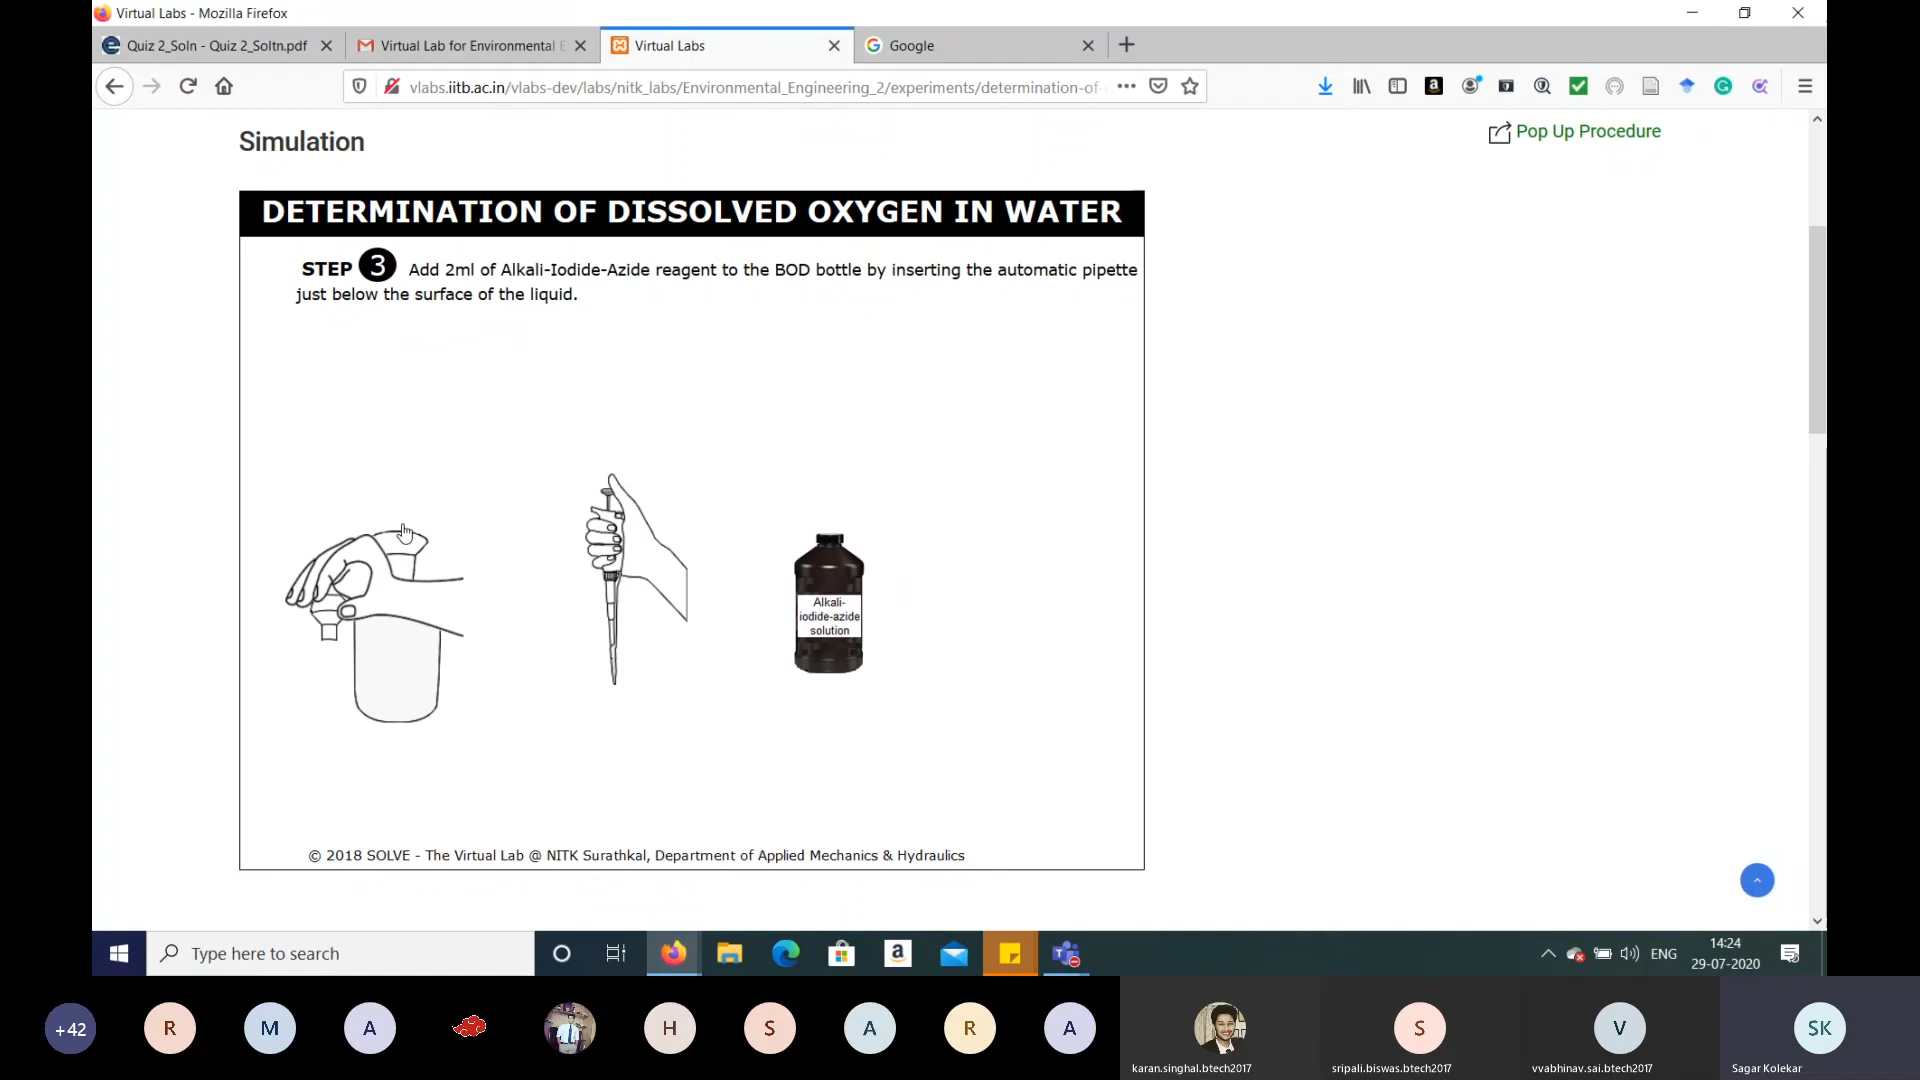 Virtual Labs - Mozilla Firefox
Quiz 2_Soln - Quiz 2_Soltn.pdf
Virtual Lab for Environmental E
Virtual Labs
Google
vlabs.iitb.ac.in/vlabs-dev/labs/nitk_labs/Environmental_Engineering_2/experiments/determination-of-
Simulation
Pop Up Procedure
DETERMINATION OF DISSOLVED OXYGEN IN WATER
STEP 3 Add 2ml of Alkali-Iodide-Azide reagent to the BOD bottle by inserting the automatic pipette
just below the surface of the liquid.
Alkali-
iodide-azide
solution
© 2018 SOLVE - The Virtual Lab @ NITK Surathkal, Department of Applied Mechanics & Hydraulics
Type here to search
ENG
14:24
29-07-2020
+42
R
M
A
H
S
A
R
A
S
V
SK
karan.singhal.btech2017
sripali.biswas.btech2017
vvabhinav.sai.btech2017
Sagar Kolekar